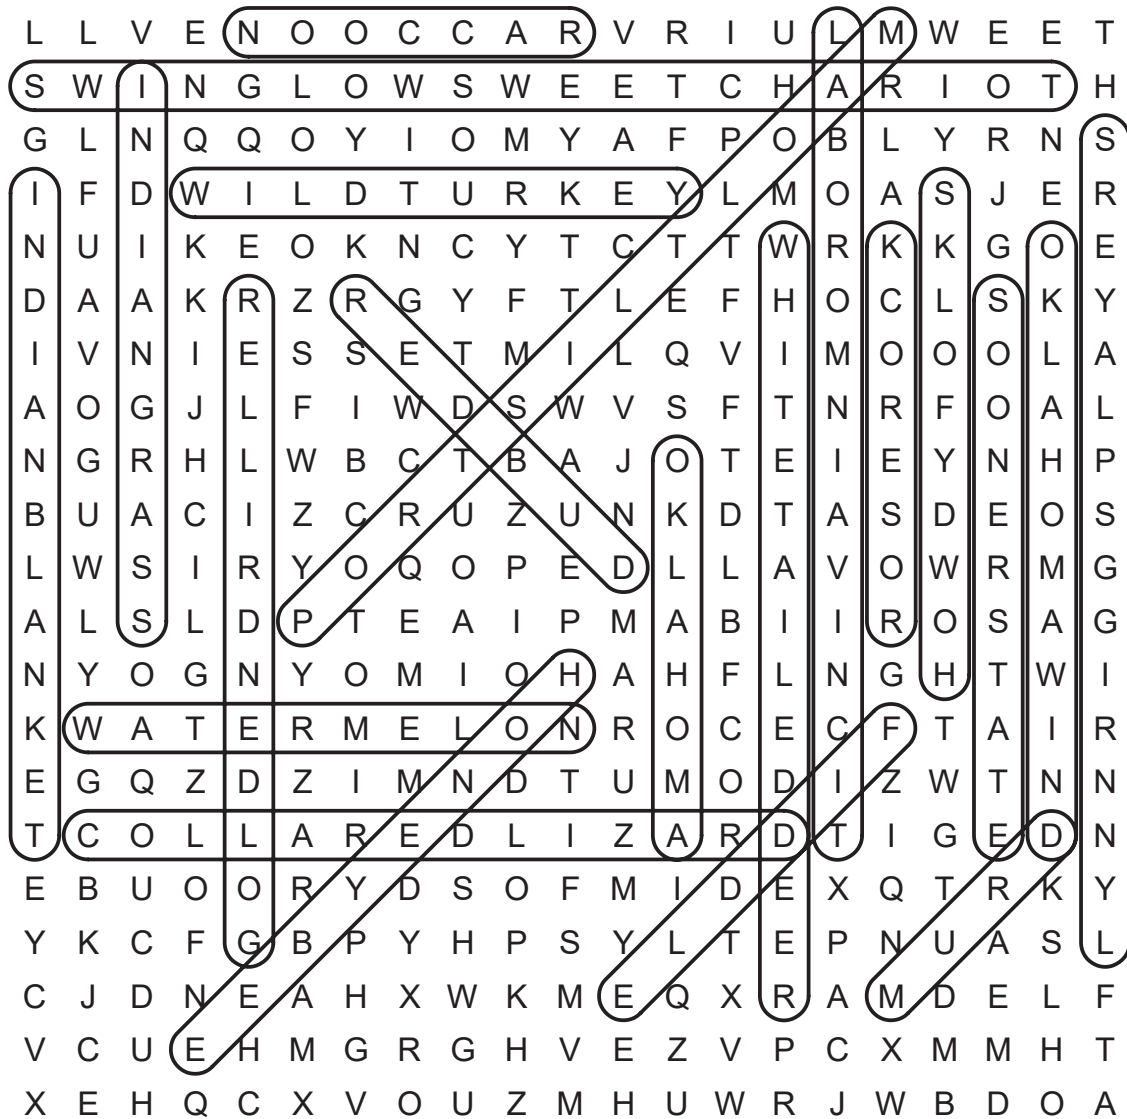 L L V E N O O C C A R V R I U L M W E E T
S W I N G L O W S W E E T C H A R I O T H
G L N Q Q O Y I O M Y A F P O B L Y R N S
I F D W I L D T U R K E Y L M O A S J E R
N U I K E O K N C Y T C T T W R K K G O E
D A A K R Z R G Y F T L E F H O C L S K Y
I V N I E S S E T M I L Q V I M O O O L A
A O G J L F I W D S W V S F T N R F O A L
N G R H L W B C T B A J O T E I E Y N H P
B U A C I Z C R U Z U N K D T A S D E O S
L W S I R Y O Q O P E D L L A V O W R M G
A L S L D P T E A I P M A B I I R O S A G
N Y O G N Y O M I O H A H F L N G H T W I
K W A T E R M E L O N R O C E C F T A I R
E G Q Z D Z I M N D T U M O D I Z W T N N
T C O L L A R E D L I Z A R D T I G E D N
E B U O O R Y D S O F M I D E X Q T R K Y
Y K C F G B P Y H P S Y L T E P N U A S L
C J D N E A H X W K M E Q X R A M D E L F
V C U E H M G R G H V E Z V P C X M M H T
X E H Q C X V O U Z M H U W R J W B D O A